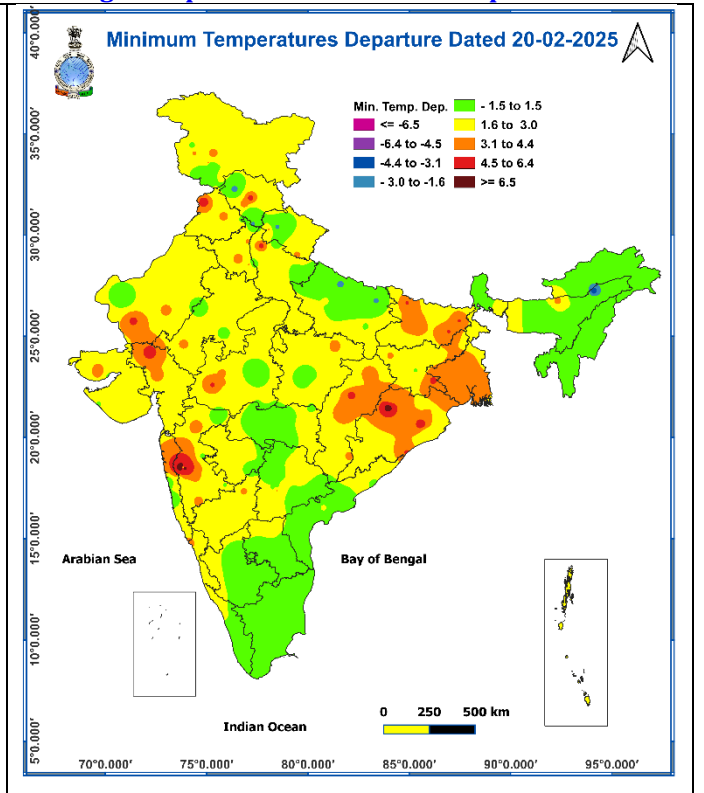 Minimum Temperatures Departure Dated 20-02-2025
Min. Temp. Dep.
<= -6.5
-6.4 to -4.5
-4.4 to -3.1
- 3.0 to -1.6
- 1.5 to 1.5
1.6 to 3.0
3.1 to 4.4
4.5 to 6.4
>= 6.5
40°0.000'
35°0.000'
30°0.000'
25°0.000'
20°0.000'
15°0.000'
10°0.000'
5°0.000'
Arabian Sea
Bay of Bengal
Indian Ocean
0 250 500 km
70°0.000' 75°0.000' 80°0.000' 85°0.000' 90°0.000' 95°0.000'